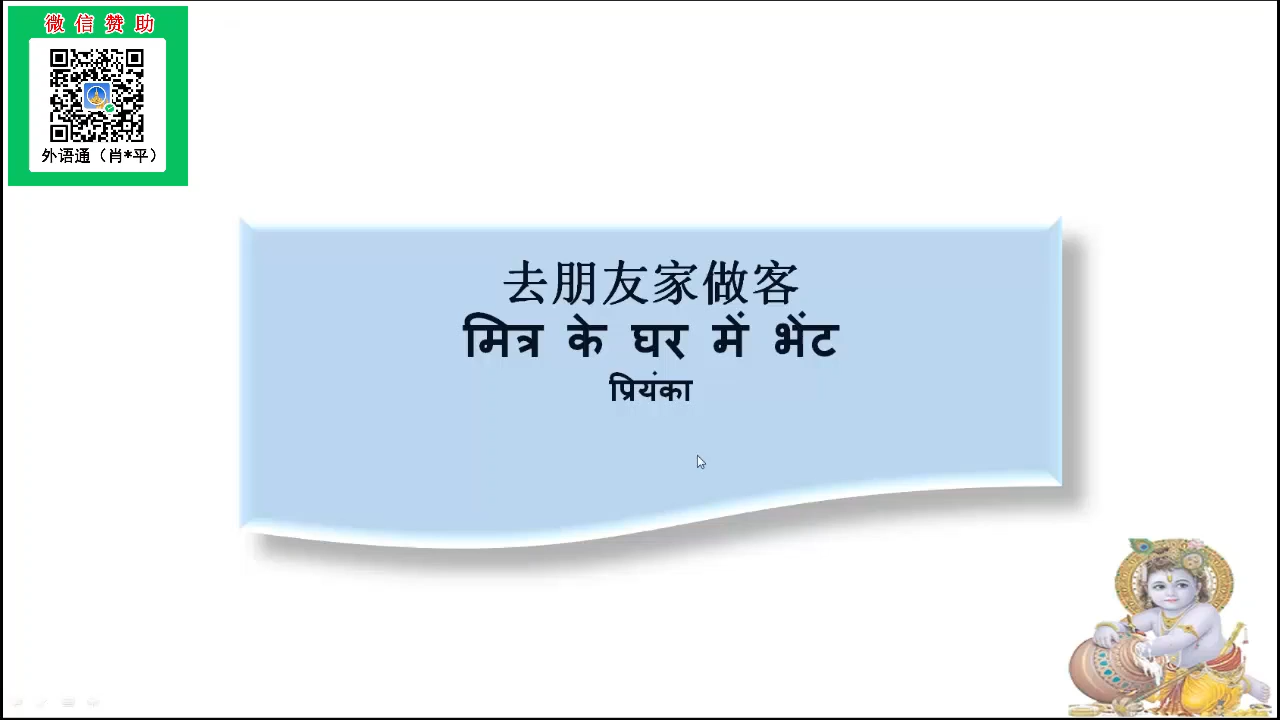 微信赞助
外语通（肖*平）
去朋友家做客
मित्र के घर में भेंट
प्रियंका